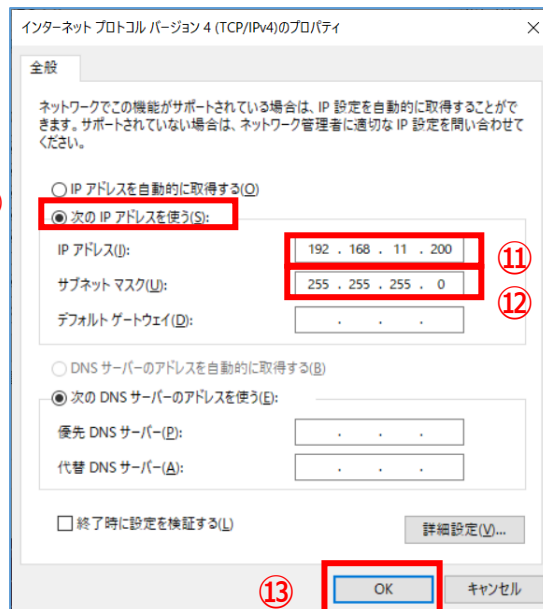 インターネット プロトコル バージョン 4 (TCP/IPv4)のプロパティ
全般
ネットワークでこの機能がサポートされている場合は、IP 設定を自動的に取得することがで
きます。サポートされていない場合は、ネットワーク管理者に適切な IP 設定を問い合わせて
ください。
IP アドレスを自動的に取得する(O)
次の IP アドレスを使う(S):
IP アドレス(I): 192 . 168 . 11 . 200 ⑪
サブネット マスク(U): 255 . 255 . 255 . 0 ⑫
デフォルト ゲートウェイ(D): . . .
DNS サーバーのアドレスを自動的に取得する(B)
次の DNS サーバーのアドレスを使う(E):
優先 DNS サーバー(P): . . .
代替 DNS サーバー(A): . . .
終了時に設定を検証する(L)
詳細設定(V)...
⑬ OK キャンセル